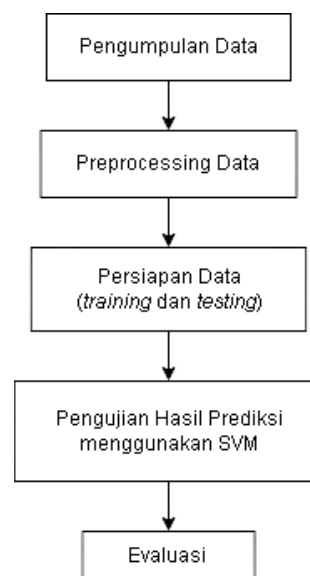 Pengumpulan Data
Preprocessing Data
Persiapan Data
(training dan testing)
Pengujian Hasil Prediksi
menggunakan SVM
Evaluasi